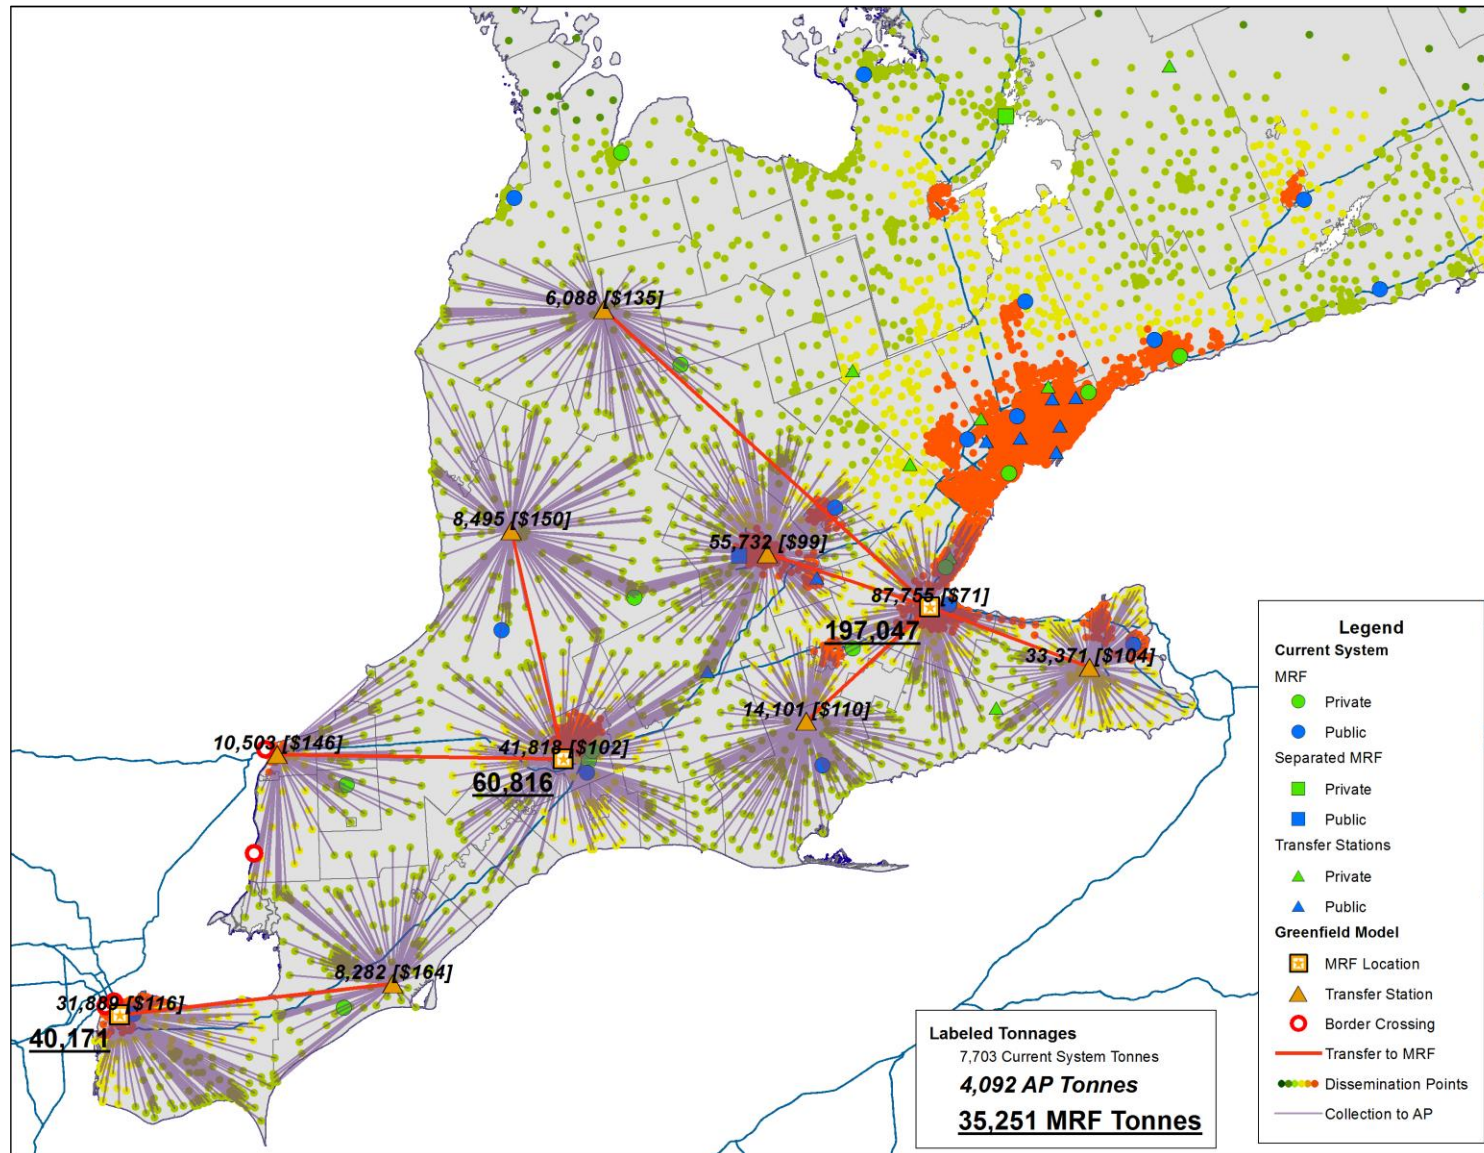 6,088 [$135]
8,495 [$150]
55,732 [$99]
87,755 [$71]
197,047
33,371 [$104]
14,101 [$110]
10,503 [$146]
41,818 [$102]
60,816
8,282 [$164]
31,889 [$116]
40,171
Labeled Tonnages
7,703 Current System Tonnes
4,092 AP Tonnes
35,251 MRF Tonnes
Legend
Current System
MRF
Private
Public
Separated MRF
Private
Public
Transfer Stations
Private
Public
Greenfield Model
MRF Location
Transfer Station
Border Crossing
Transfer to MRF
Dissemination Points
Collection to AP